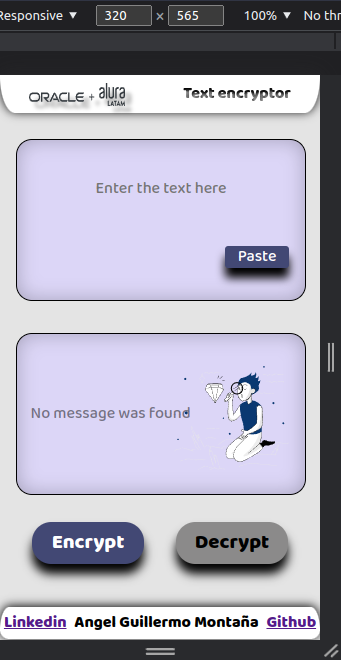 Responsive ▼ 320 × 565 100% ▼ No thr
ORACLE + alura LATAM Text encryptor
Enter the text here
Paste
No message was found
Encrypt Decrypt
Linkedin Angel Guillermo Montaña Github